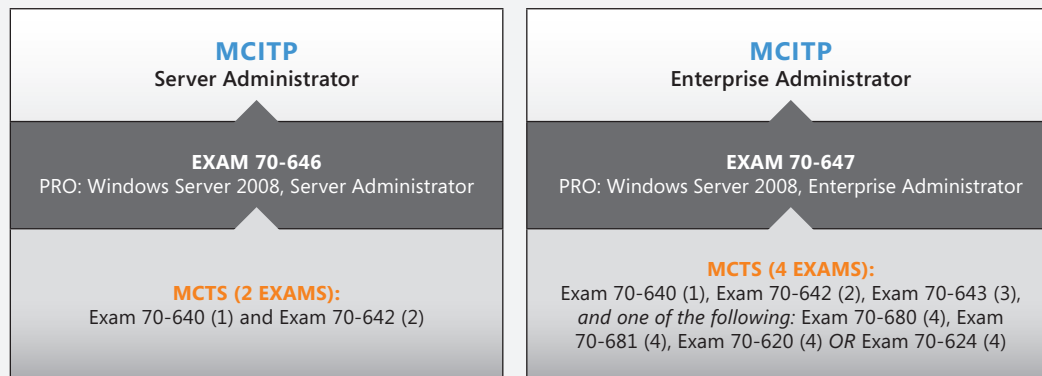 MCITP
Server Administrator
EXAM 70-646
PRO: Windows Server 2008, Server Administrator
MCTS (2 EXAMS):
Exam 70-640 (1) and Exam 70-642 (2)
MCITP
Enterprise Administrator
EXAM 70-647
PRO: Windows Server 2008, Enterprise Administrator
MCTS (4 EXAMS):
Exam 70-640 (1), Exam 70-642 (2), Exam 70-643 (3),
and one of the following: Exam 70-680 (4), Exam
70-681 (4), Exam 70-620 (4) OR Exam 70-624 (4)